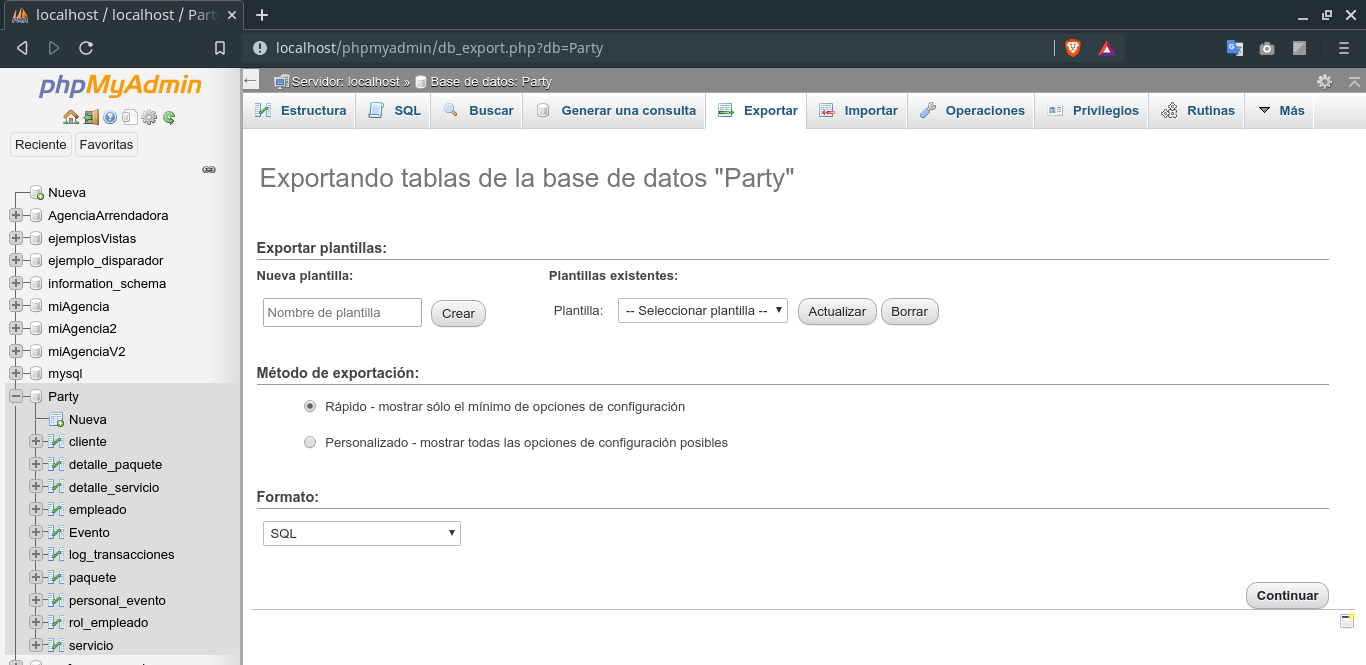 localhost / localhost / Part
localhost/phpmyadmin/db_export.php?db=Party
phpMyAdmin
Reciente
Favoritas
Nueva
AgenciaArrendadora
ejemplosVistas
ejemplo_disparador
information_schema
miAgencia
miAgencia2
miAgenciaV2
mysql
Party
Nueva
cliente
detalle_paquete
detalle_servicio
empleado
Evento
log_transacciones
paquete
personal_evento
rol_empleado
servicio
Servidor: localhost » Base de datos: Party
Estructura
SQL
Buscar
Generar una consulta
Exportar
Importar
Operaciones
Privilegios
Rutinas
Más
Exportando tablas de la base de datos "Party"
Exportar plantillas:
Nueva plantilla:
Nombre de plantilla
Crear
Plantillas existentes:
Plantilla:
-- Seleccionar plantilla --
Actualizar
Borrar
Método de exportación:
Rápido - mostrar sólo el mínimo de opciones de configuración
Personalizado - mostrar todas las opciones de configuración posibles
Formato:
SQL
Continuar